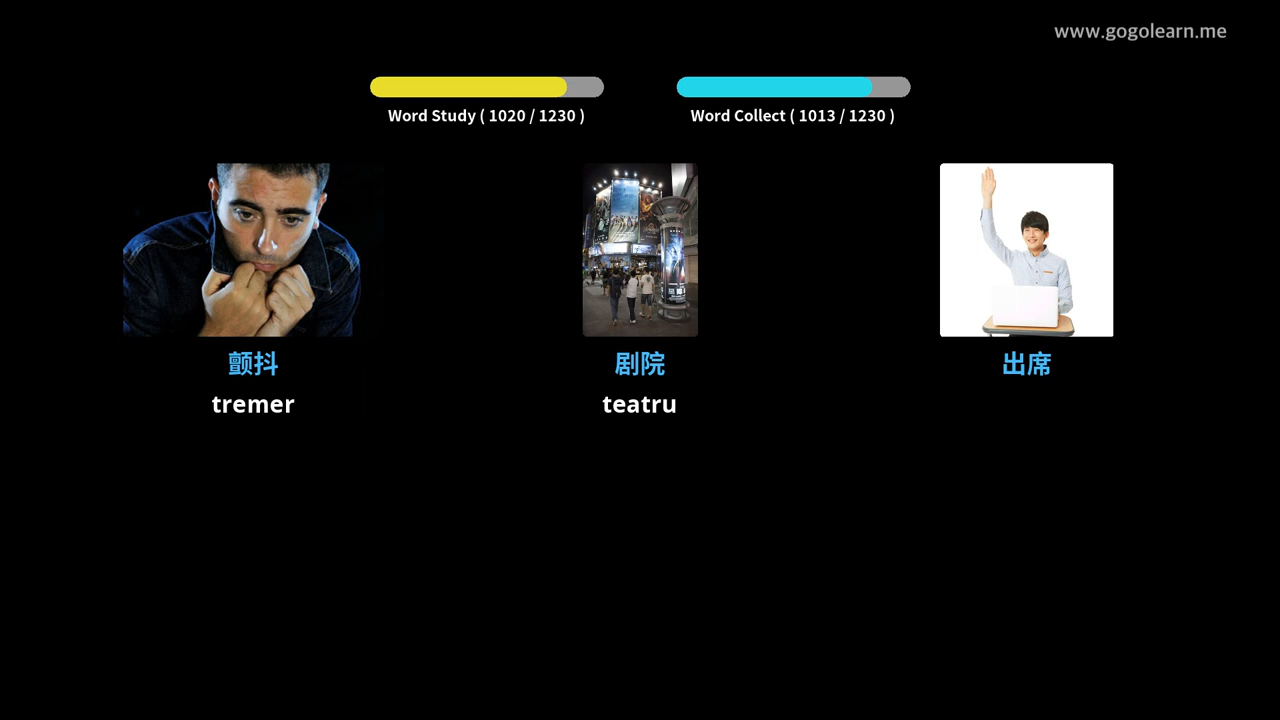 www.gogolearn.me
Word Study ( 1020 / 1230 )
Word Collect ( 1013 / 1230 )
颤抖
剧院
出席
tremer
teatru